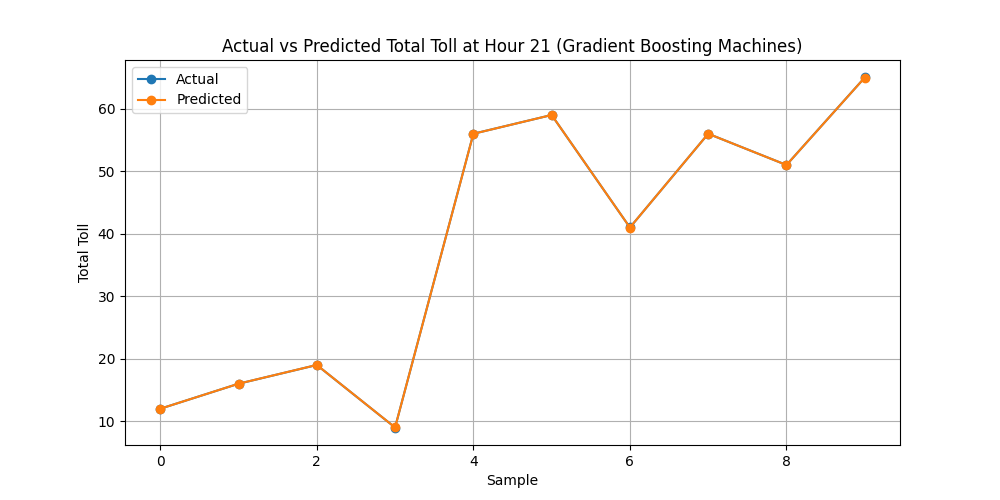 Actual vs Predicted Total Toll at Hour 21 (Gradient Boosting Machines)
Actual
Predicted
Total Toll
60
50
40
30
20
10
0 2 4 6 8
Sample